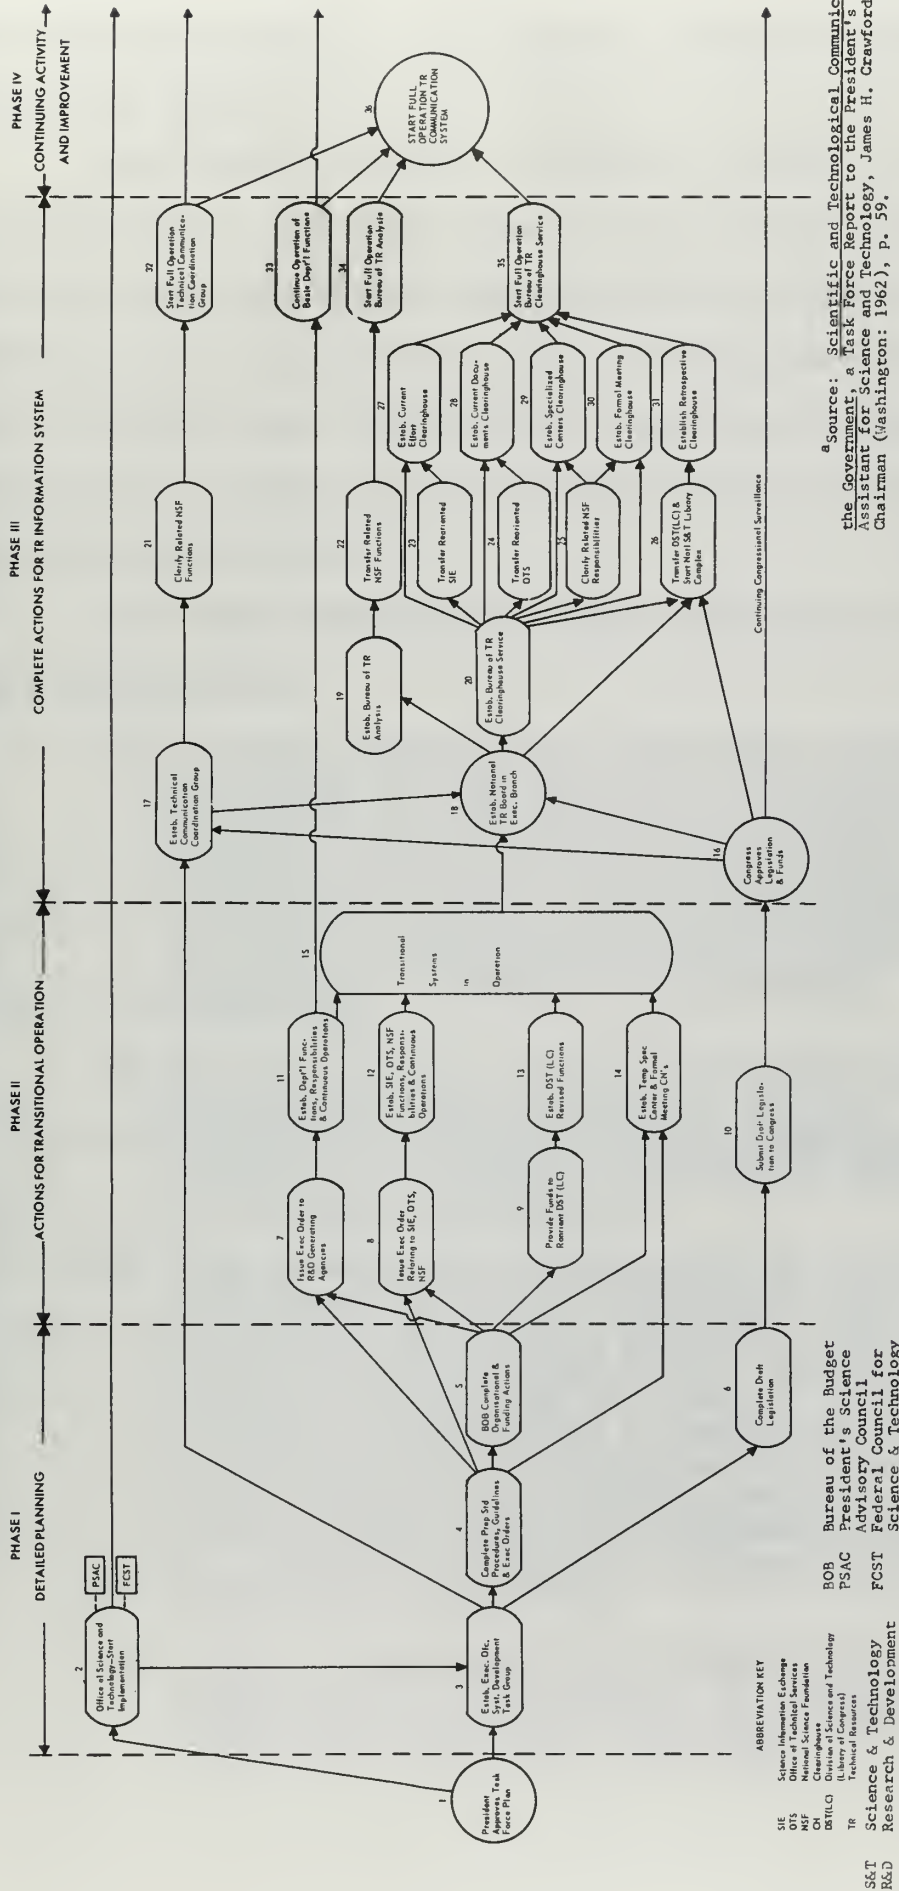 PHASE I
DETAILED PLANNING
PHASE II
ACTIONS FOR TRANSITIONAL OPERATION
PHASE III
COMPLETE ACTIONS FOR TR INFORMATION SYSTEM
PHASE IV
CONTINUING ACTIVITY
AND IMPROVEMENT
1
President
Approves Task
Force Plan
2
Office of Science and
Technology—Start
Implementation
PSAC
FCST
3
Estab. Exec. Ofc.
Syst. Development
Task Group
4
Complete Prep Std
Procedures, Guidelines
& Exec Orders
5
BOB Complete
Organizational &
Funding Actions
6
Complete Draft
Legislation
7
Issue Exec Order to
R&D Generating
Agencies
8
Issue Exec Order
Relating to SIE, OTS,
NSF
9
Provide Funds to
DST (LC)
10
Submit Draft Legisla-
tion to Congress
11
Estab. Dept'l Func-
tions, Responsibilities
& Continuous Operations
12
Estab. SIE, OTS, NSF
Functions, Responsi-
bilities & Continuous
Operations
13
Estab. DST (LC)
Revised Functions
14
Estab. Temp Spec
Center & Formal
Meeting CH's
15
Transitional
Systems
in
Operation
16
Congress
Approves
Legislation
& Funds
17
Estab. Technical
Communication
Coordination Group
18
Estab. National
TR Board in
Exec. Branch
19
Estab. Bureau of TR
Analysis
20
Estab. Bureau of TR
Clearinghouse Service
21
Clarify Related NSF
Functions
22
Transfer Related
NSF Functions
23
Transfer Reoriented
SIE
24
Transfer Reoriented
OTS
25
Clarify Related NSF
Responsibilities
26
Transfer DST(LC) &
Start Nat'l S&T Library
Complex
27
Estab. Current
Effort
Clearinghouse
28
Estab. Current Docu-
ments Clearinghouse
29
Estab. Specialized
Centers Clearinghouse
30
Estab. Formal Meeting
Clearinghouse
31
Establish Retrospective
Clearinghouse
32
Start Full Operation
Technical Communica-
tion Coordination
Group
33
Continue Operation of
Basic Dept'l Functions
34
Start Full Operation
Bureau of TR Analysis
35
Start Full Operation
Bureau of TR
Clearinghouse Service
36
START FULL
OPERATION TR
COMMUNICATION
SYSTEM
Continuing Congressional Surveillance
ABBREVIATION KEY
SIE Science Information Exchange
OTS Office of Technical Services
NSF National Science Foundation
CH Clearinghouse
DST(LC) Division of Science and Technology
(Library of Congress)
TR Technical Resources
S&T Science & Technology
R&D Research & Development
BOB Bureau of the Budget
PSAC President's Science
Advisory Council
FCST Federal Council for
Science & Technology
a Source: Scientific and Technological Communic
the Government, a Task Force Report to the President's
Assistant for Science and Technology, James H. Crawford
Chairman (Washington: 1962), p. 59.